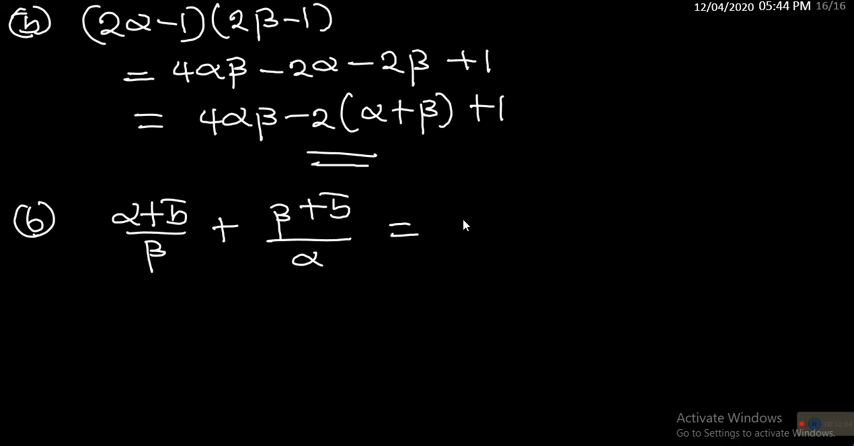 12/04/2020 05:44 PM 16/16
(b) (2α-1)(2β-1)
= 4αβ - 2α - 2β + 1
= 4αβ - 2(α+β) + 1
(6) (α+5)/β + (β+5)/α =
Activate Windows
Go to Settings to activate Windows.